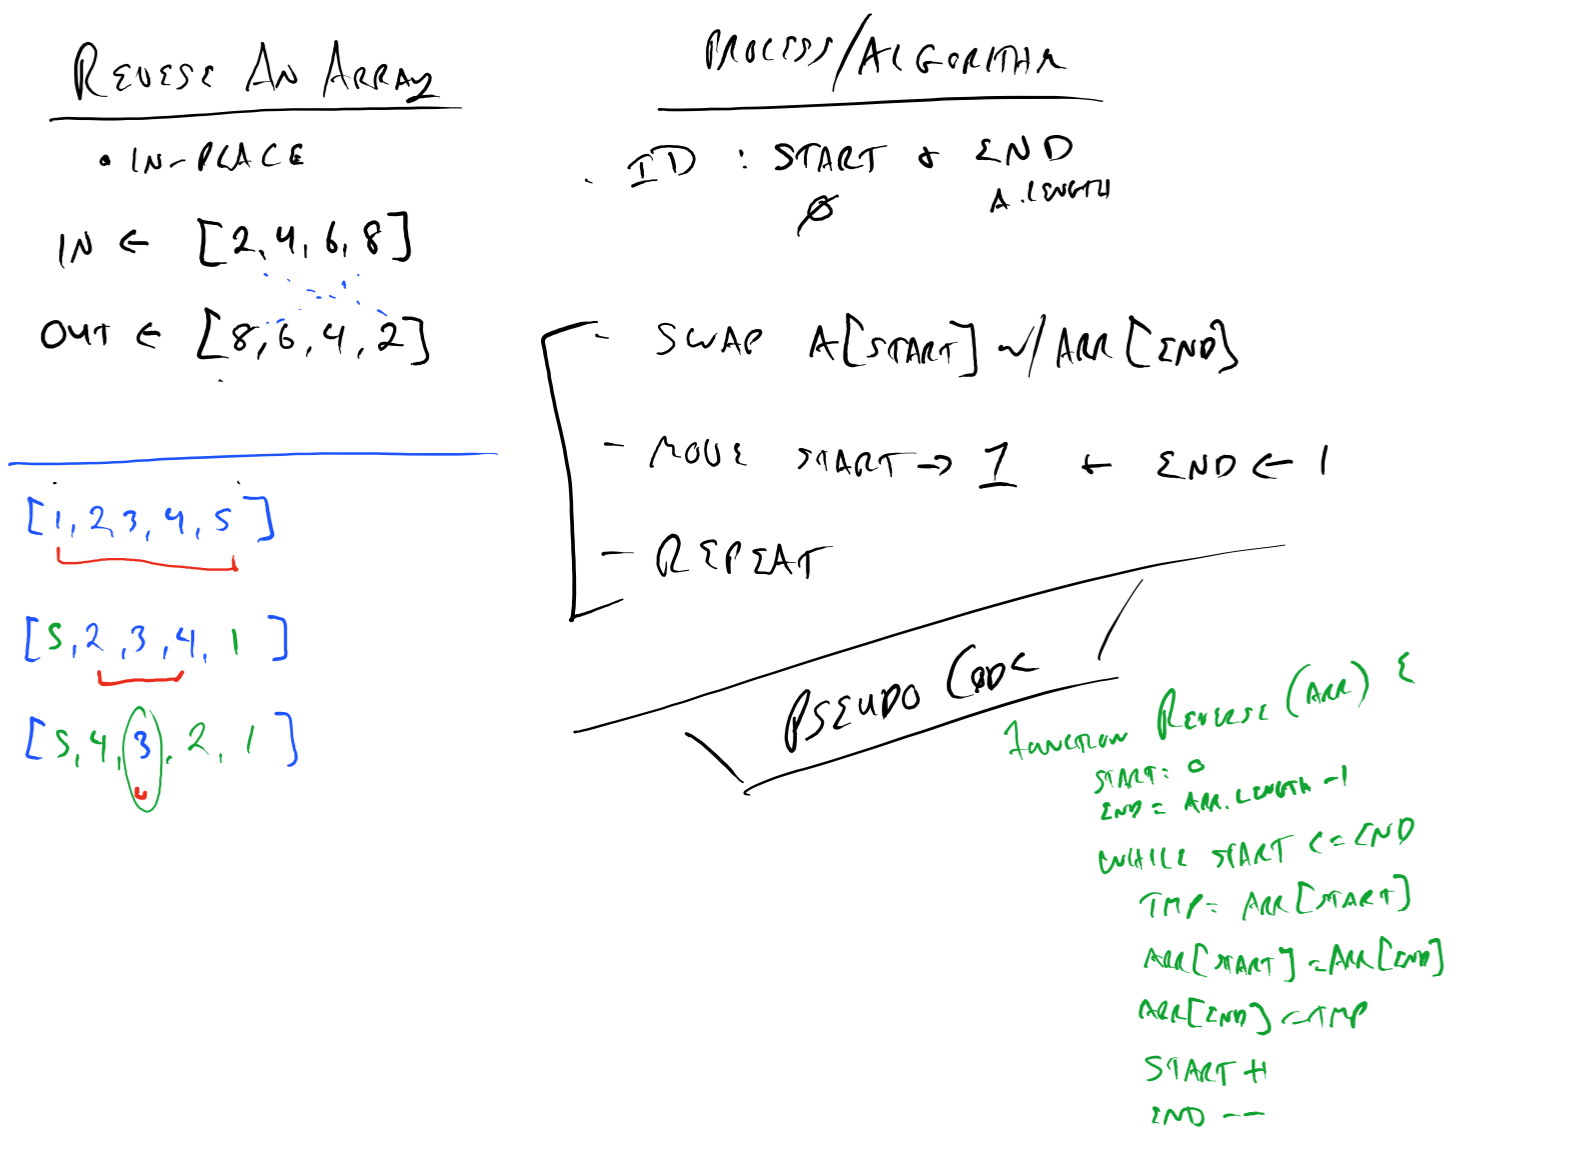 REVESE AN ARRAY
• IN-PLACE
IN ← [2,4,6,8]
OUT ← [8,6,4,2]
[1,2,3,4,5]
[5,2,3,4,1]
[5,4,3,2,1]
PROCESS/ALGORITHM
. ID : START & END
0 A.LENGTH
- SWAP A[START] w/ ARR[END]
- MOVE START → 1 + END ← 1
- REPEAT
PSEUDO CODE
FUNCTION REVERSE (ARR) {
START: 0
END = ARR.LENGTH -1
WHILE START <= END
TMP= ARR[START]
ARR[START] = ARR[END]
ARR[END] = TMP
START ++
END --